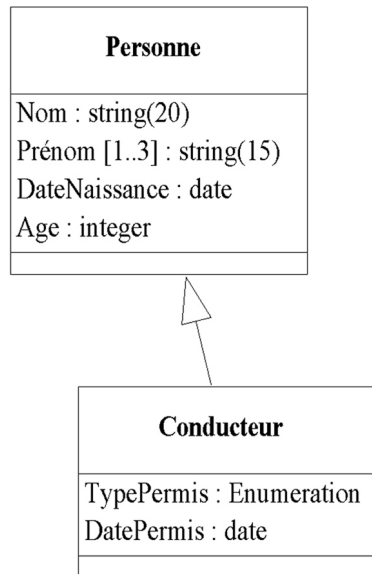 Personne
Nom : string(20)
Prénom [1..3] : string(15)
DateNaissance : date
Age : integer
Conducteur
TypePermis : Enumeration
DatePermis : date